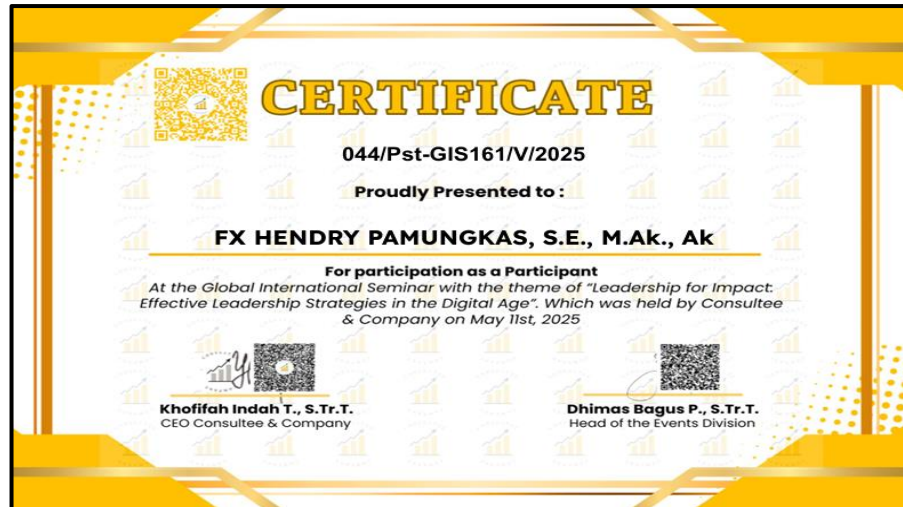 CERTIFICATE
044/Pst-GIS161/V/2025
Proudly Presented to :
FX HENDRY PAMUNGKAS, S.E., M.Ak., Ak
For participation as a Participant
At the Global International Seminar with the theme of "Leadership for Impact:
Effective Leadership Strategies in the Digital Age". Which was held by Consultee
& Company on May 11st, 2025
Khofifah Indah T., S.Tr.T.
CEO Consultee & Company
Dhimas Bagus P., S.Tr.T.
Head of the Events Division